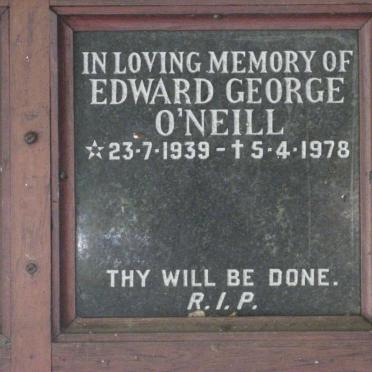 IN LOVING MEMORY OF
EDWARD GEORGE
O'NEILL
☆ 23-7-1939 - ✝ 5-4-1978
THY WILL BE DONE.
R.I.P.